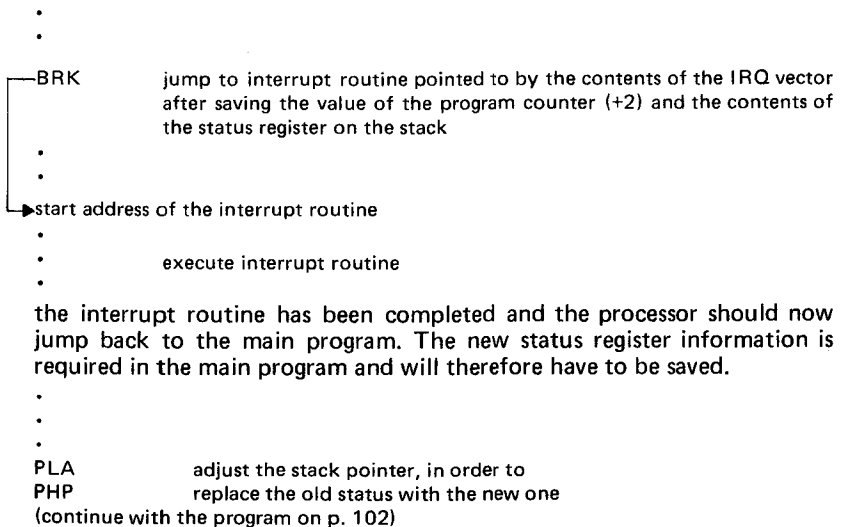 BRK jump to interrupt routine pointed to by the contents of the IRQ vector
after saving the value of the program counter (+2) and the contents of
the status register on the stack
start address of the interrupt routine
execute interrupt routine
the interrupt routine has been completed and the processor should now
jump back to the main program. The new status register information is
required in the main program and will therefore have to be saved.
PLA adjust the stack pointer, in order to
PHP replace the old status with the new one
(continue with the program on p. 102)